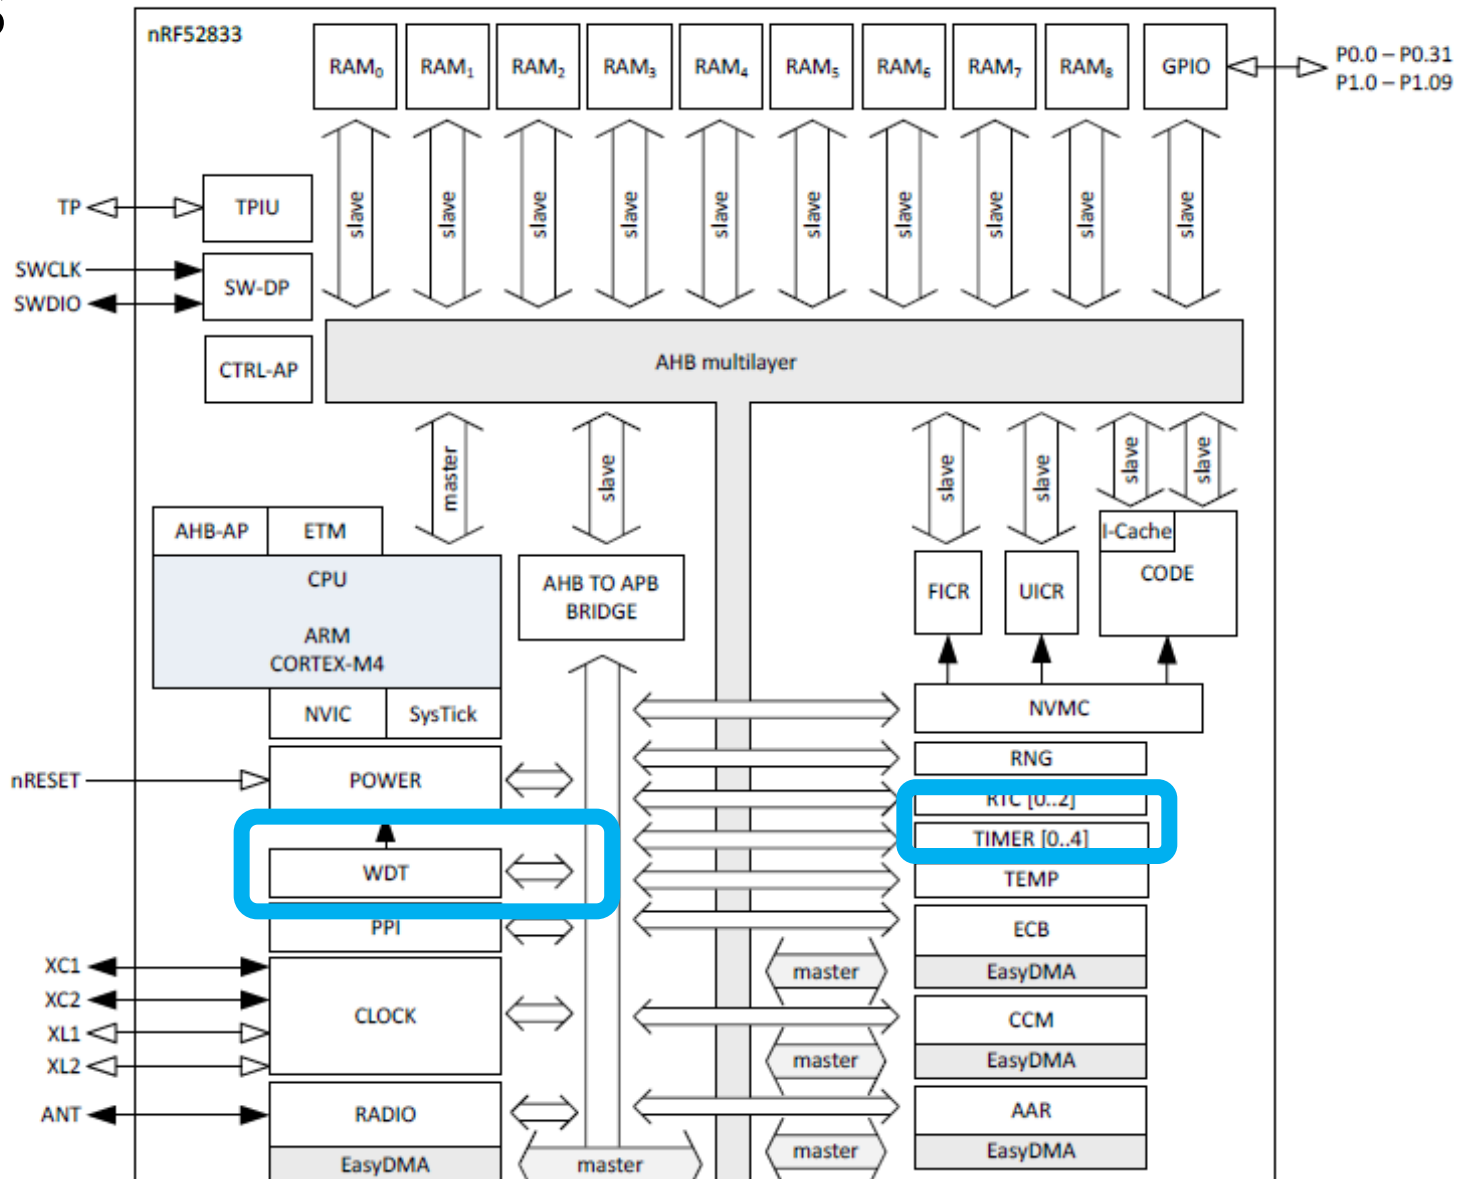 nRF52833
RAM0 RAM1 RAM2 RAM3 RAM4 RAM5 RAM6 RAM7 RAM8 GPIO
P0.0 – P0.31
P1.0 – P1.09
slave slave slave slave slave slave slave slave slave slave
TP TPIU
SWCLK
SW-DP
SWDIO
CTRL-AP
AHB multilayer
master slave slave slave slave slave
AHB-AP ETM
I-Cache
CPU
AHB TO APB
BRIDGE
FICR UICR CODE
ARM
CORTEX-M4
NVIC SysTick
NVMC
nRESET POWER
RNG
RTC [0..2]
TIMER [0..4]
WDT
TEMP
PPI
ECB
XC1
master EasyDMA
XC2
CLOCK
CCM
XL1
XL2
master EasyDMA
ANT RADIO
AAR
EasyDMA master
master EasyDMA